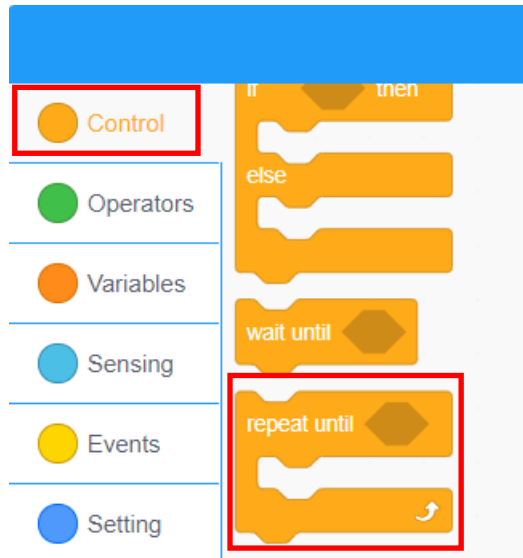 Control
Operators
Variables
Sensing
Events
Setting
if then
else
wait until
repeat until